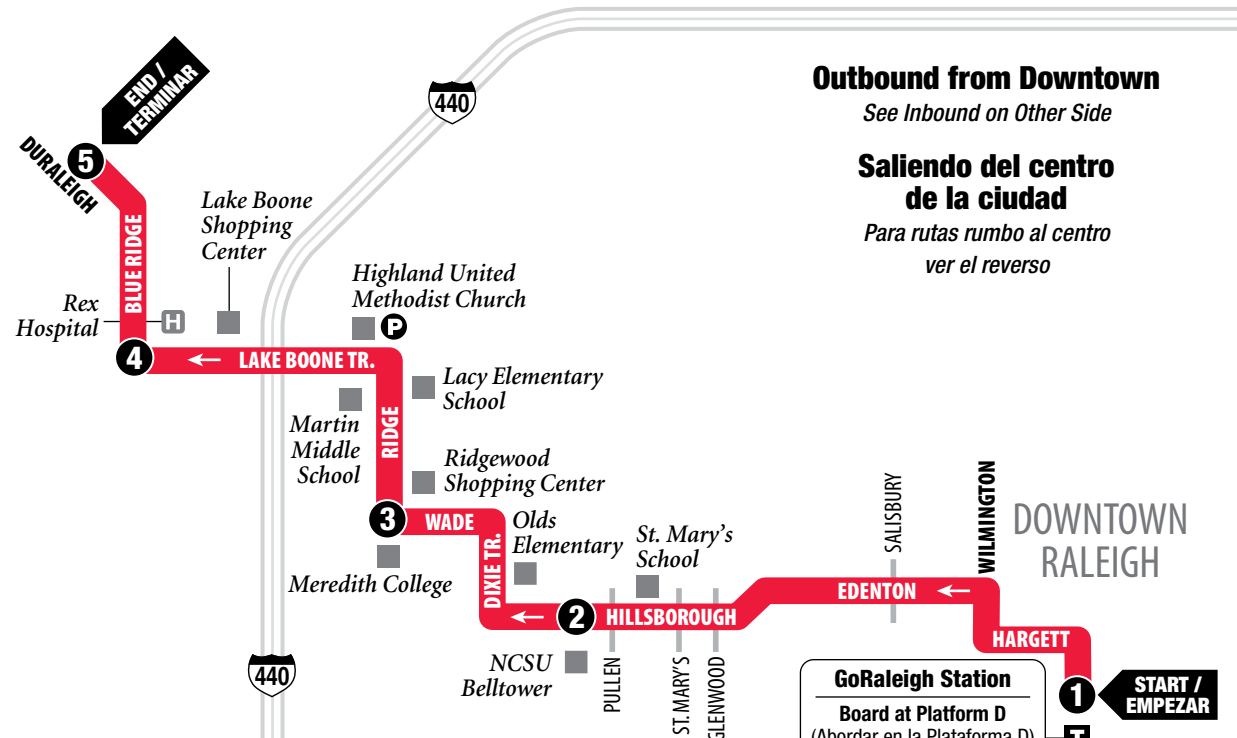 Outbound from Downtown
See Inbound on Other Side
Saliendo del centro
de la ciudad
Para rutas rumbo al centro
ver el reverso
END /
TERMINAR
5
DURALEIGH
BLUE RIDGE
440
Lake Boone
Shopping
Center
Highland United
Methodist Church
P
Rex
Hospital
H
4
LAKE BOONE TR.
Lacy Elementary
School
Martin
Middle
School
RIDGE
Ridgewood
Shopping Center
3
WADE
Meredith College
DIXIE TR.
Olds
Elementary
St. Mary's
School
2
HILLSBOROUGH
NCSU
Belltower
PULLEN
ST. MARY'S
GLENWOOD
440
EDENTON
SALISBURY
WILMINGTON
DOWNTOWN
RALEIGH
HARGETT
1
START /
EMPEZAR
GoRaleigh Station
Board at Platform D
(Abordar en la Plataforma D)
T